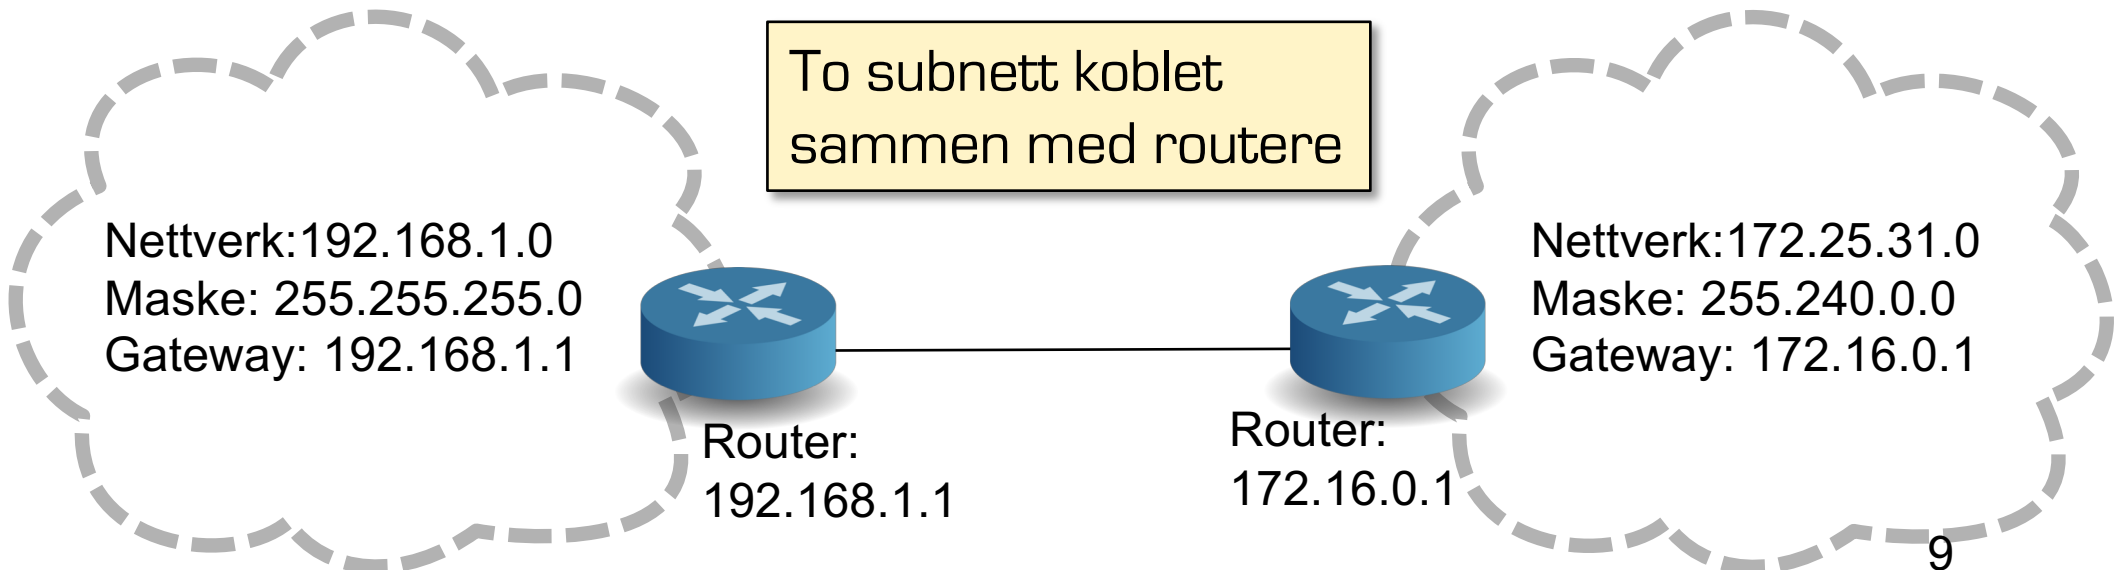 To subnett koblet
sammen med routere
Nettverk:192.168.1.0
Maske: 255.255.255.0
Gateway: 192.168.1.1
Router:
192.168.1.1
Router:
172.16.0.1
Nettverk:172.25.31.0
Maske: 255.240.0.0
Gateway: 172.16.0.1
9